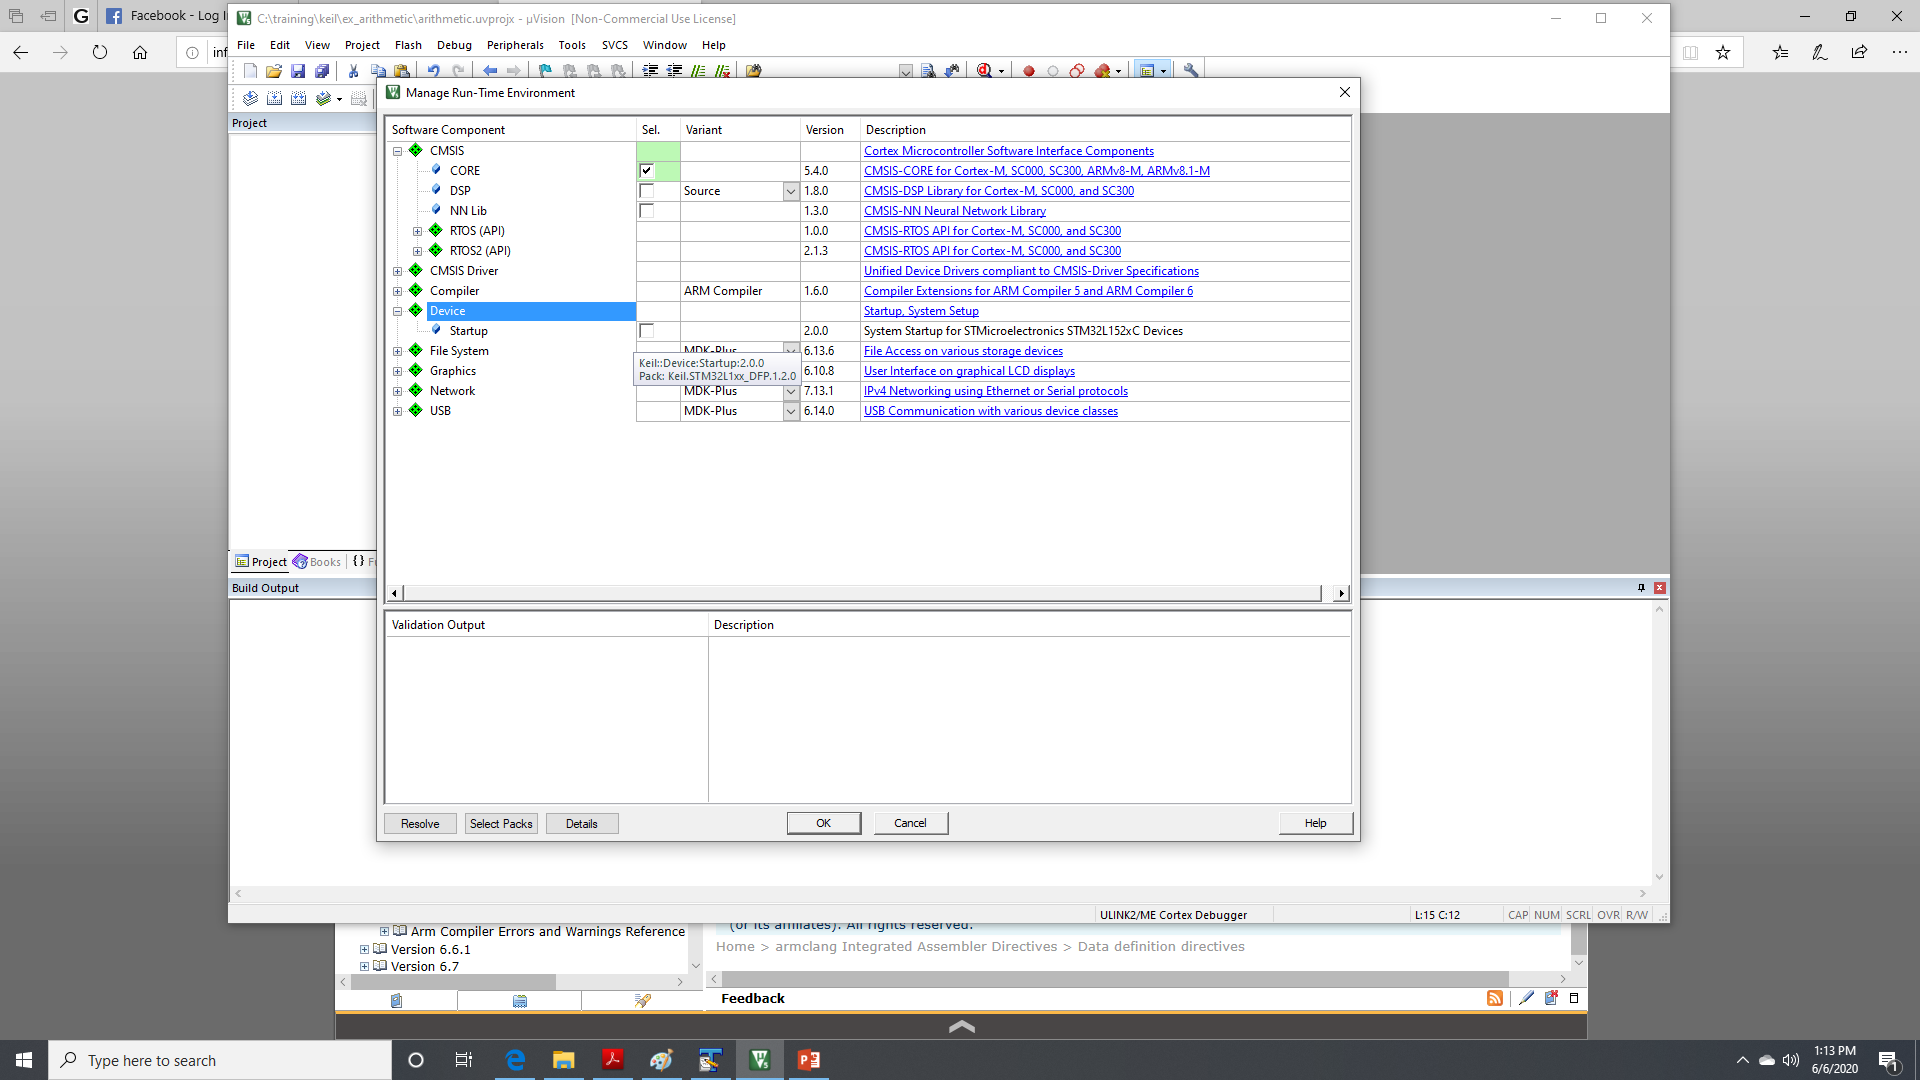 Facebook - Log i
C:\training\keil\ex_arithmetic\arithmetic.uvprojx - µVision [Non-Commercial Use License]
File Edit View Project Flash Debug Peripherals Tools SVCS Window Help
Project
Manage Run-Time Environment
Software Component Sel. Variant Version Description
CMSIS Cortex Microcontroller Software Interface Components
CORE 5.4.0 CMSIS-CORE for Cortex-M, SC000, SC300, ARMv8-M, ARMv8.1-M
DSP Source 1.8.0 CMSIS-DSP Library for Cortex-M, SC000, and SC300
NN Lib 1.3.0 CMSIS-NN Neural Network Library
RTOS (API) 1.0.0 CMSIS-RTOS API for Cortex-M, SC000, and SC300
RTOS2 (API) 2.1.3 CMSIS-RTOS API for Cortex-M, SC000, and SC300
CMSIS Driver Unified Device Drivers compliant to CMSIS-Driver Specifications
Compiler ARM Compiler 1.6.0 Compiler Extensions for ARM Compiler 5 and ARM Compiler 6
Device Startup, System Setup
Startup 2.0.0 System Startup for STMicroelectronics STM32L152xC Devices
File System MDK-Plus 6.13.6 File Access on various storage devices
Keil::Device:Startup:2.0.0
Pack: Keil.STM32L1xx_DFP.1.2.0
Graphics 6.10.8 User Interface on graphical LCD displays
Network MDK-Plus 7.13.1 IPv4 Networking using Ethernet or Serial protocols
USB MDK-Plus 6.14.0 USB Communication with various device classes
Project Books {} F
Build Output
Validation Output Description
Resolve Select Packs Details OK Cancel Help
ULINK2/ME Cortex Debugger L:15 C:12 CAP NUM SCRL OVR R/W
Arm Compiler Errors and Warnings Reference
Version 6.6.1
Version 6.7
(or its affiliates). All rights reserved.
Home > armclang Integrated Assembler Directives > Data definition directives
Feedback
Type here to search
1:13 PM
6/6/2020
1